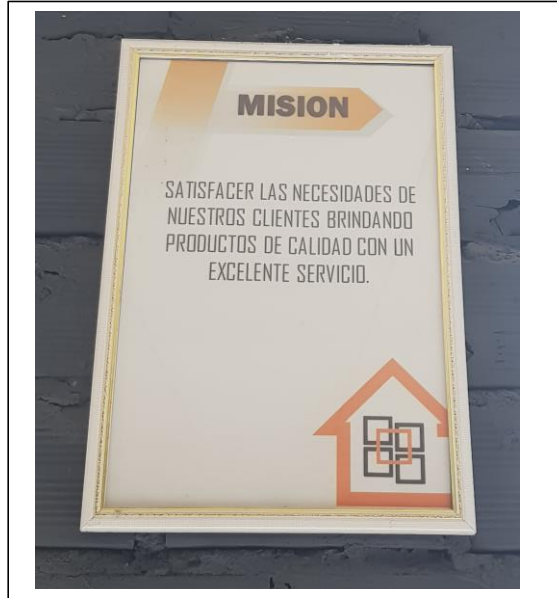 MISION
SATISFACER LAS NECESIDADES DE
NUESTROS CLIENTES BRINDANDO
PRODUCTOS DE CALIDAD CON UN
EXCELENTE SERVICIO.